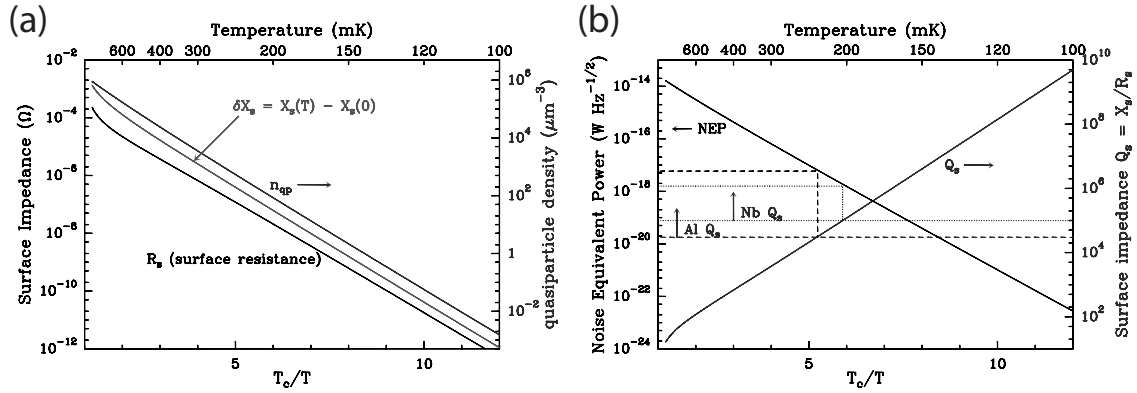 (a)
Temperature (mK)
600 400 300 200 150 100
Surface Impedance (Ω)
10⁻²
10⁻⁴
10⁻⁶
10⁻⁸
10⁻¹⁰
10⁻¹²
δXₛ = Xₛ(T) − Xₛ(0)
n_qp
Rₛ (surface resistance)
10⁶
10⁴
10²
1
10⁻²
quasiparticle density (μm⁻³)
5 10
T_c/T
(b)
Temperature (mK)
600 400 300 200 150 120 100
Noise Equivalent Power (W Hz⁻¹ᐟ²)
10⁻¹⁴
10⁻¹⁶
10⁻¹⁸
10⁻²⁰
10⁻²²
10⁻²⁴
NEP
Qₛ
Nb Qₛ
Al Qₛ
10¹⁰
10⁸
10⁶
10⁴
10²
Surface impedance Qₛ = Xₛ/Rₛ
5 10
T_c/T